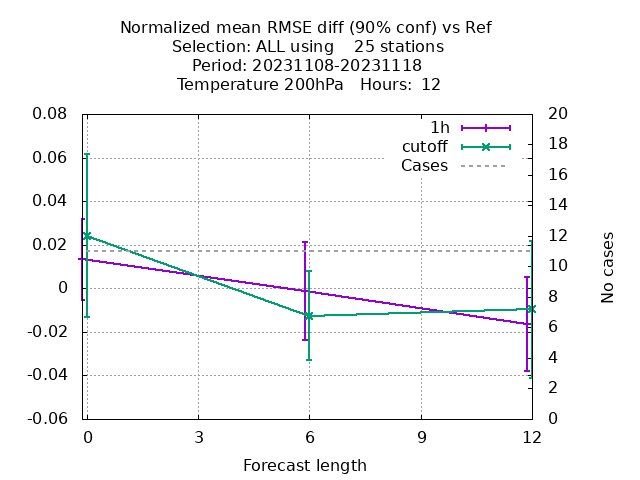 Normalized mean RMSE diff (90% conf) vs Ref
Selection: ALL using    25 stations
Period: 20231108-20231118
Temperature 200hPa   Hours:  12
1h
cutoff
Cases
0.08
0.06
0.04
0.02
0
-0.02
-0.04
-0.06
20
18
16
14
12
10
8
6
4
2
0
No cases
0 3 6 9 12
Forecast length